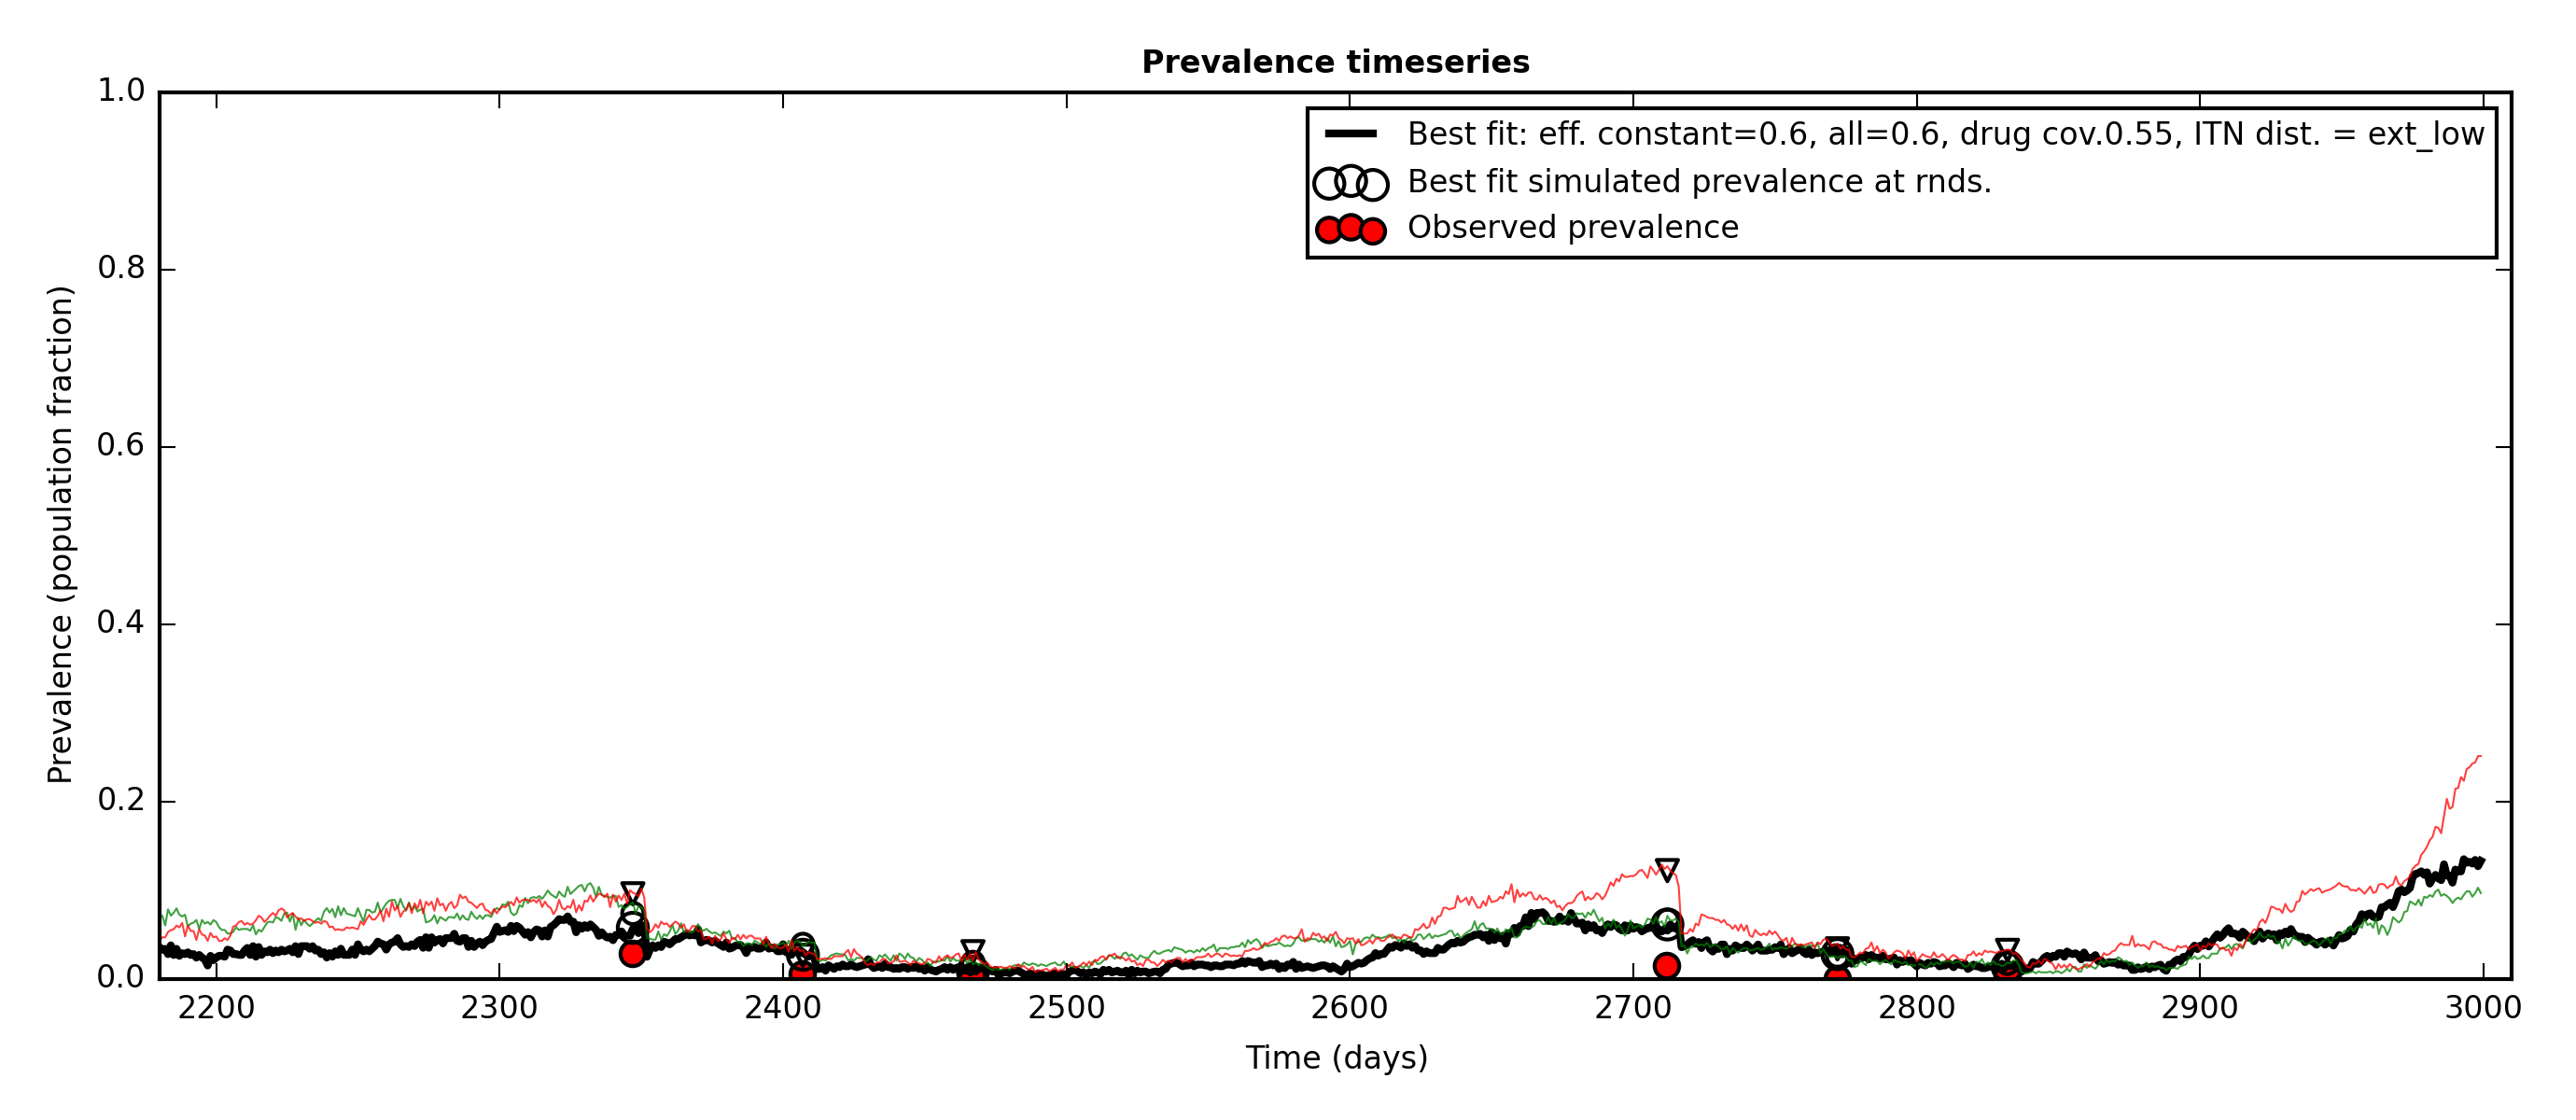 Prevalence timeseries
Best fit: eff. constant=0.6, all=0.6, drug cov.0.55, ITN dist. = ext_low
Best fit simulated prevalence at rnds.
Observed prevalence
Prevalence (population fraction)
1.0
0.8
0.6
0.4
0.2
0.0
2200 2300 2400 2500 2600 2700 2800 2900 3000
Time (days)